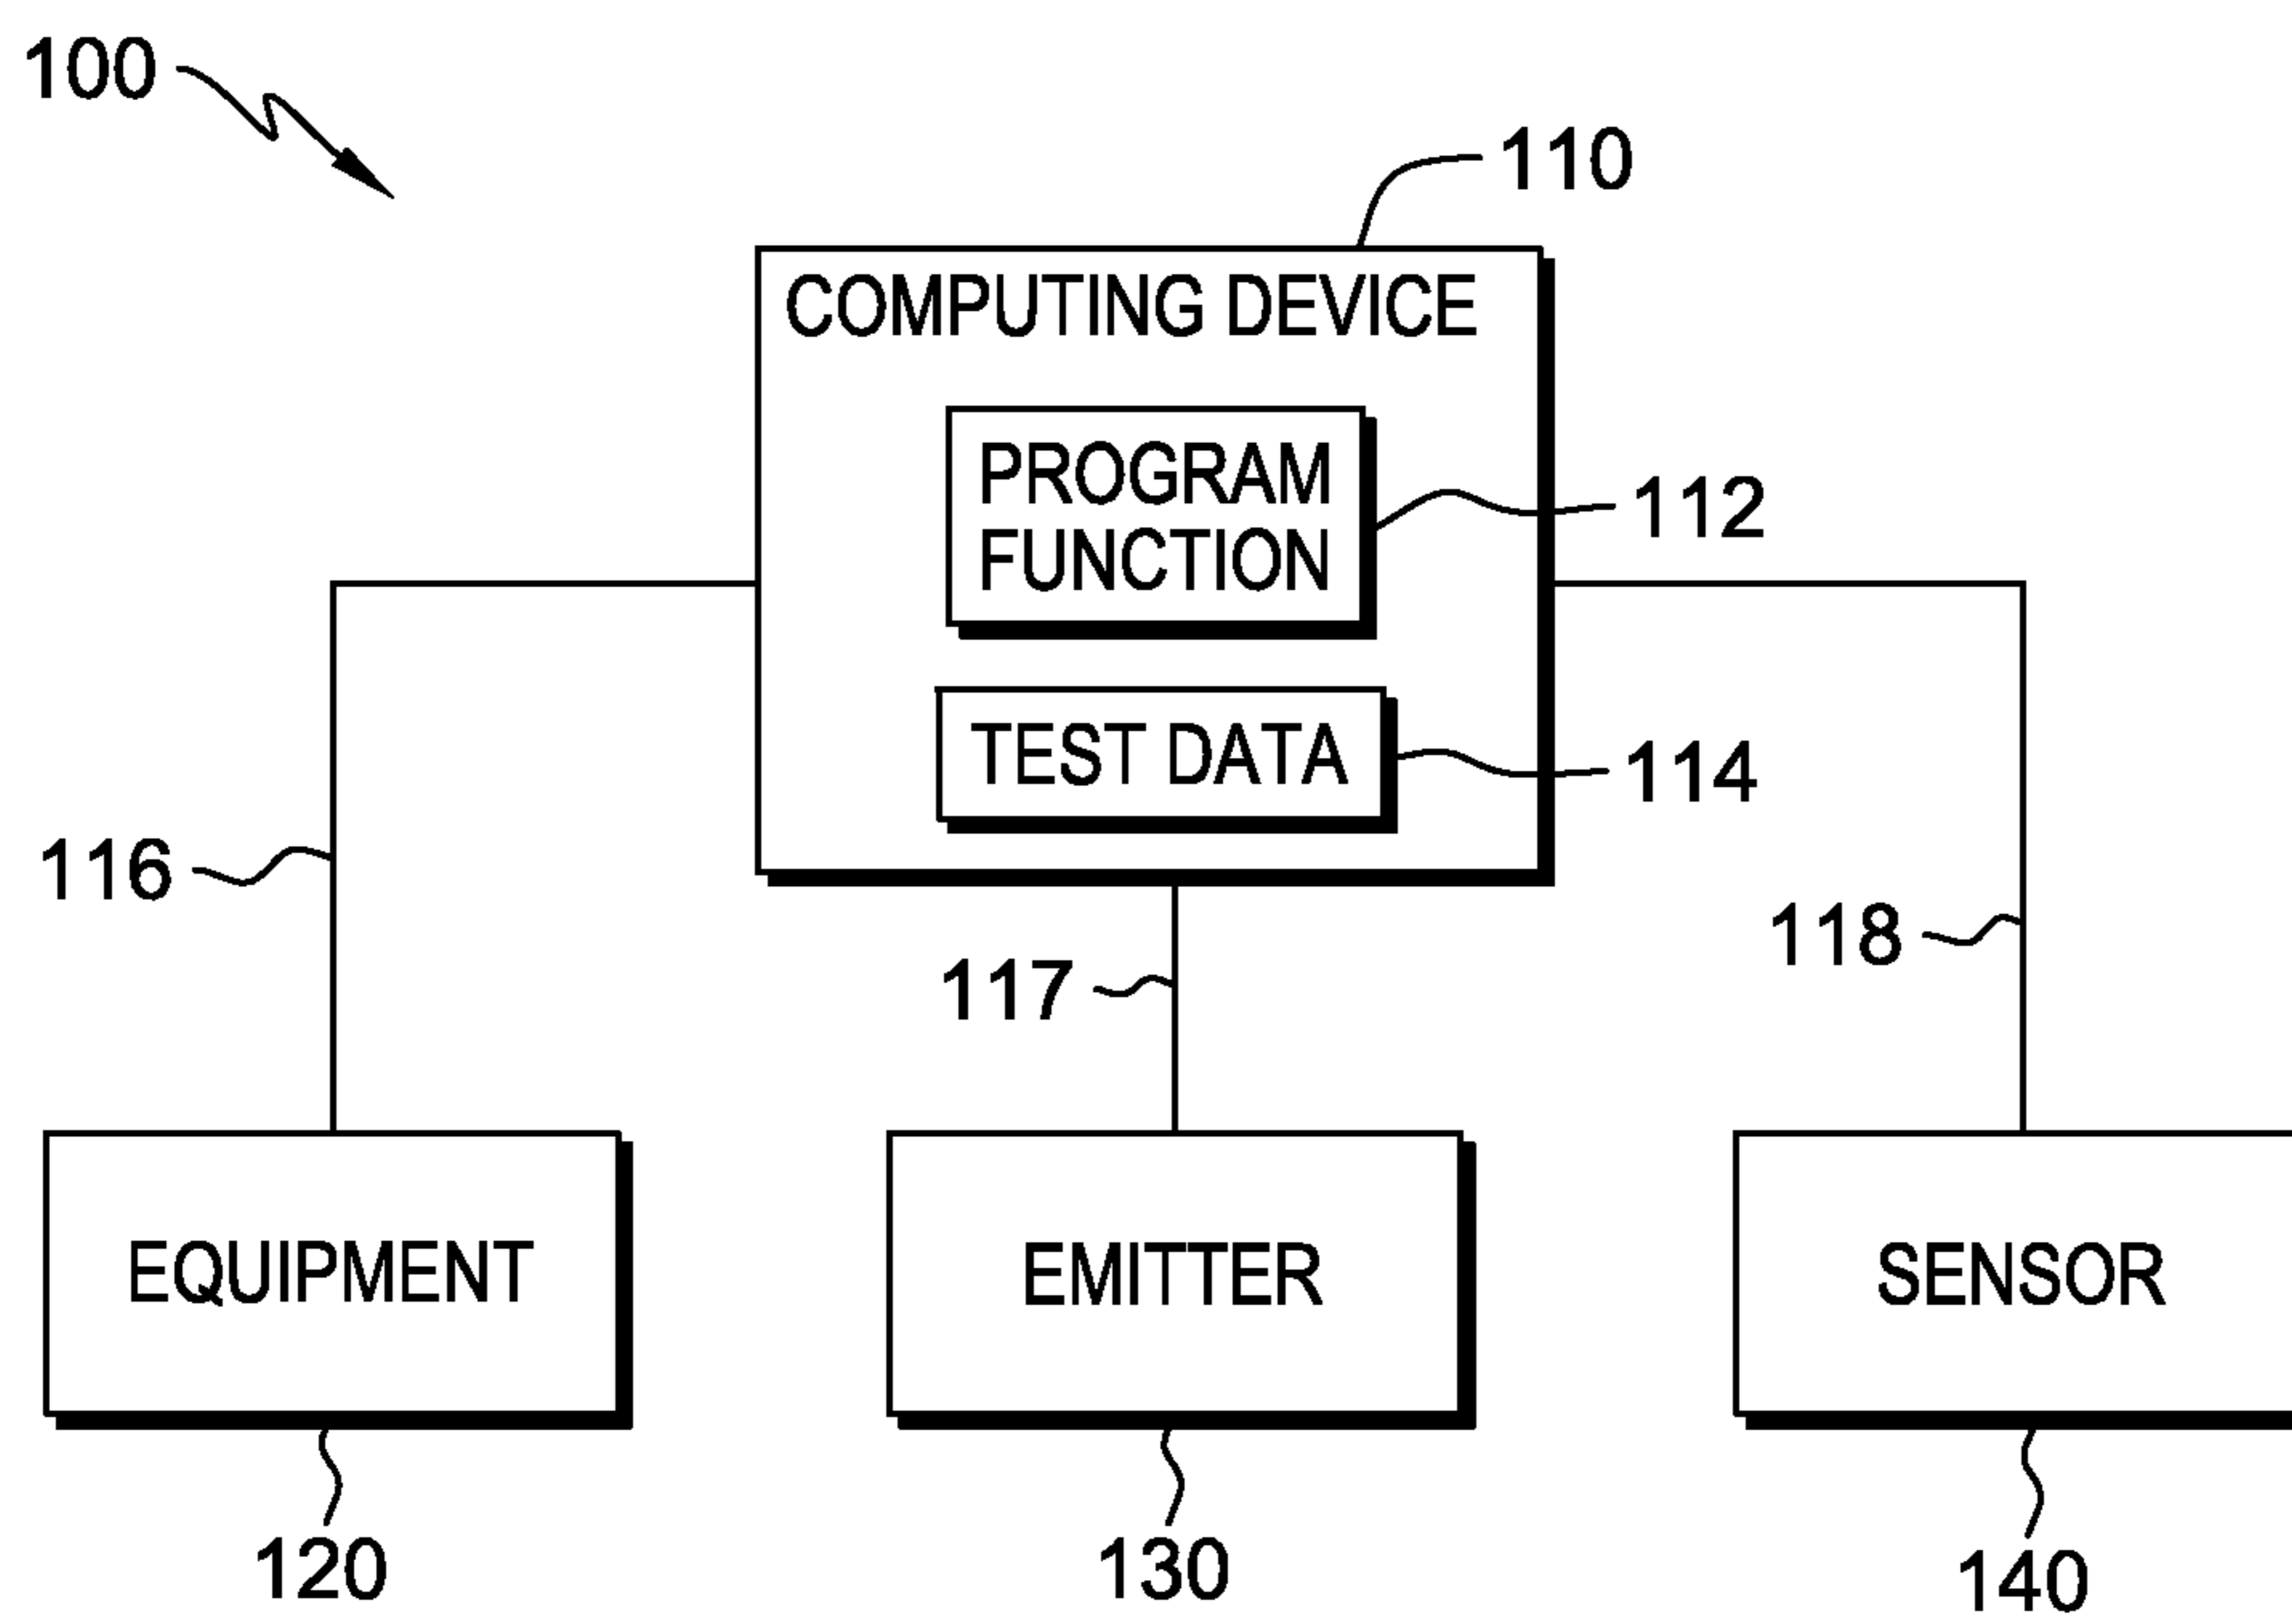 100
110
COMPUTING DEVICE
PROGRAM
FUNCTION
112
TEST DATA
114
116
118
117
EQUIPMENT
EMITTER
SENSOR
120
130
140